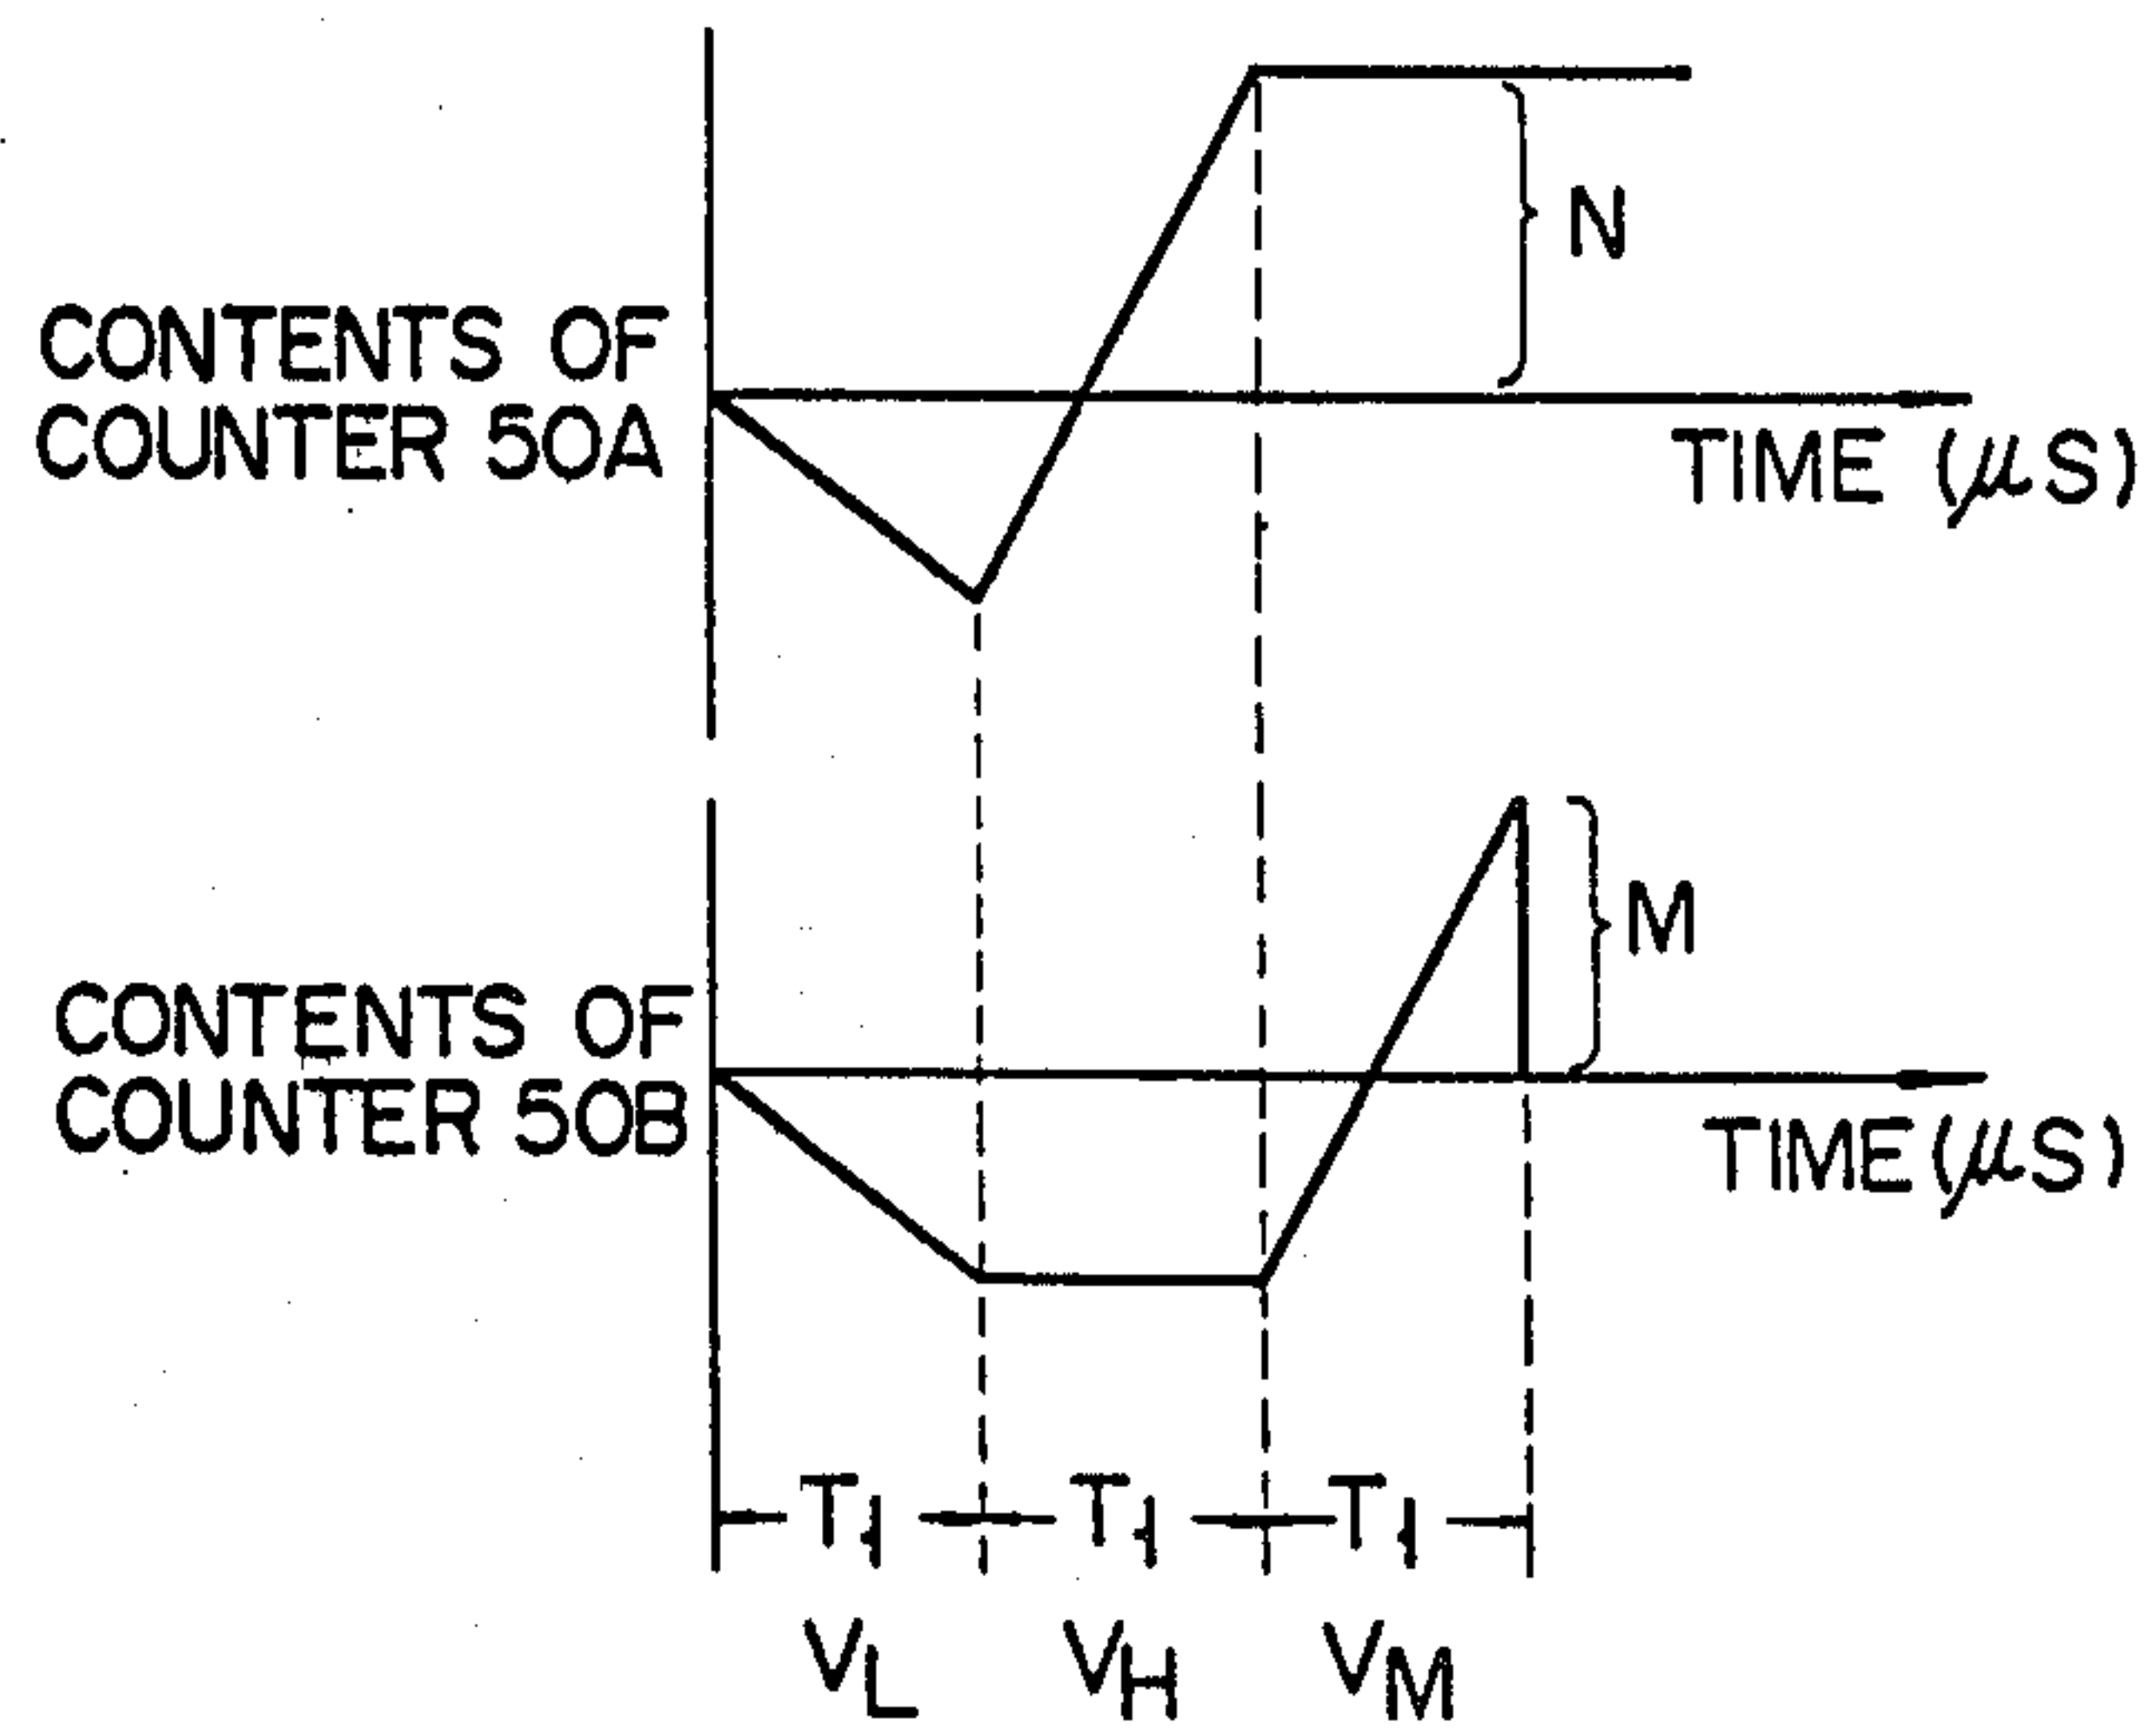 N
CONTENTS OF
COUNTER 50A
TIME (μS)
M
CONTENTS OF
COUNTER 50B
TIME (μS)
T1 T1 T1
VL VH VM